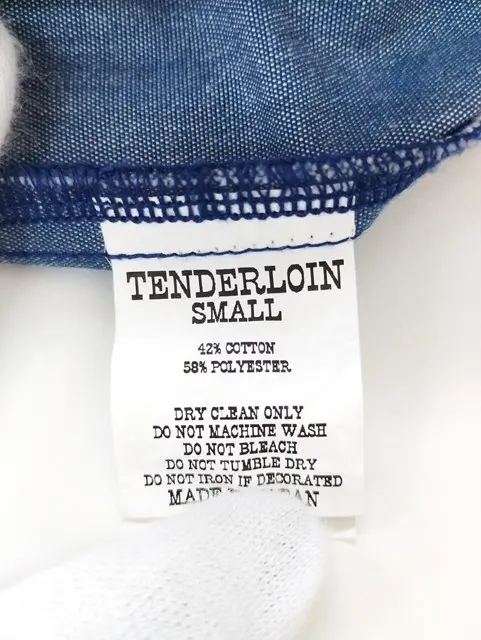 TENDERLOIN
SMALL
42% COTTON
58% POLYESTER
DRY CLEAN ONLY
DO NOT MACHINE WASH
DO NOT BLEACH
DO NOT TUMBLE DRY
DO NOT IRON IF DECORATED
MADE